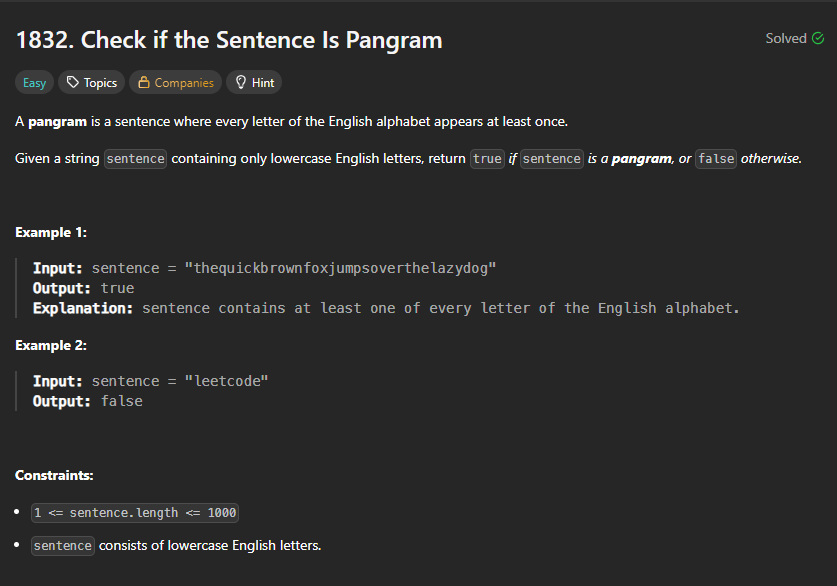 1832. Check if the Sentence Is Pangram
Solved
Easy Topics Companies Hint
A pangram is a sentence where every letter of the English alphabet appears at least once.
Given a string sentence containing only lowercase English letters, return true if sentence is a pangram, or false otherwise.
Example 1:
Input: sentence = "thequickbrownfoxjumpsoverthelazydog"
Output: true
Explanation: sentence contains at least one of every letter of the English alphabet.
Example 2:
Input: sentence = "leetcode"
Output: false
Constraints:
1 <= sentence.length <= 1000
sentence consists of lowercase English letters.